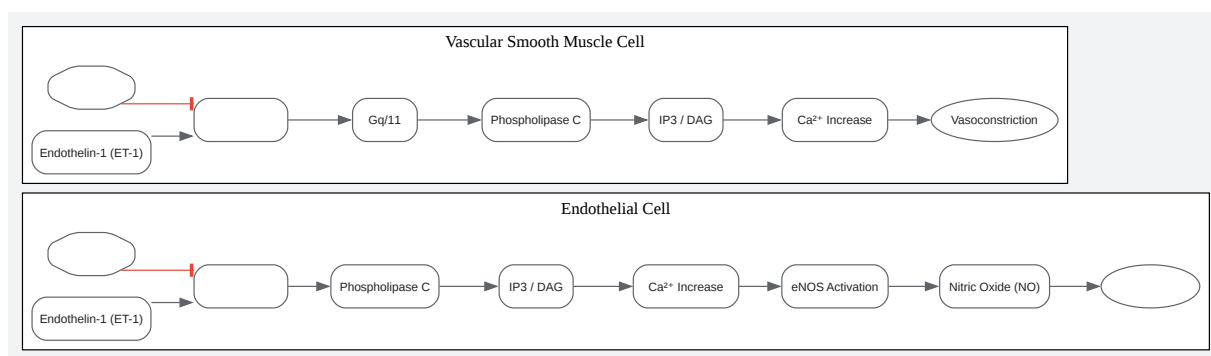 Vascular Smooth Muscle Cell
Endothelin-1 (ET-1)
Gq/11
Phospholipase C
IP3 / DAG
Ca²⁺ Increase
Vasoconstriction
Endothelial Cell
Endothelin-1 (ET-1)
Phospholipase C
IP3 / DAG
Ca²⁺ Increase
eNOS Activation
Nitric Oxide (NO)